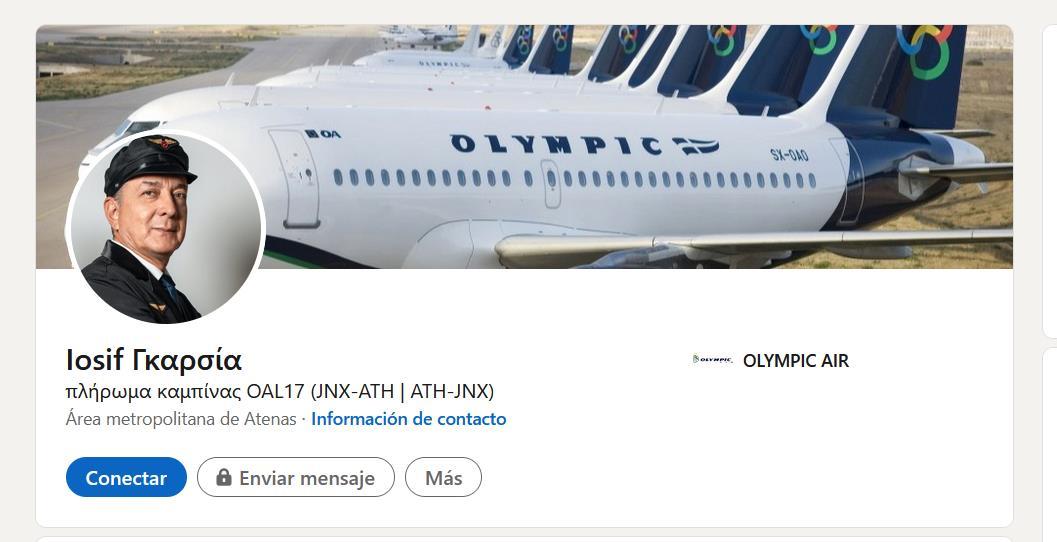 OLYMPIC
OA
OLYMPIC
SX-OAO
Iosif Γκαρσία
OLYMPIC
OLYMPIC AIR
πλήρωμα καμπίνας OAL17 (JNX-ATH | ATH-JNX)
Área metropolitana de Atenas · Información de contacto
Conectar
Enviar mensaje
Más